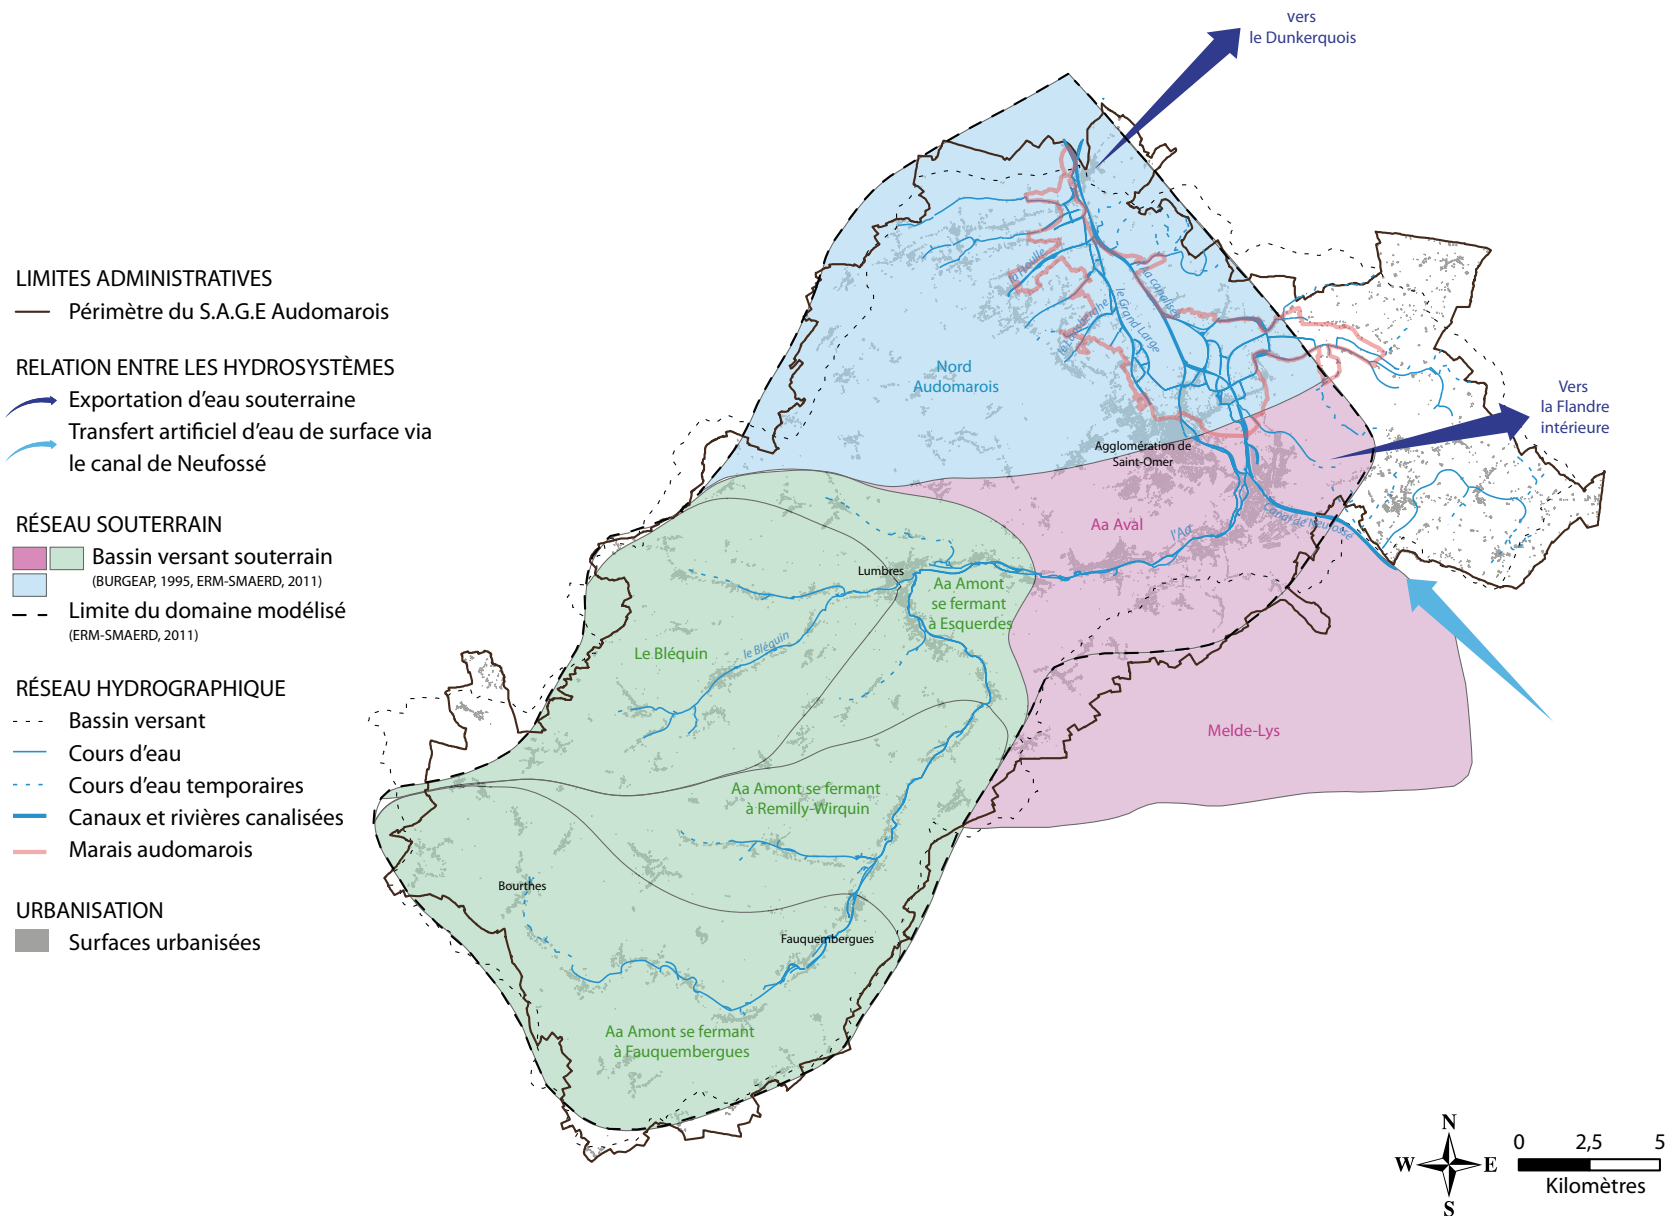 LIMITES ADMINISTRATIVES
Périmètre du S.A.G.E Audomarois
RELATION ENTRE LES HYDROSYSTÈMES
Exportation d’eau souterraine
Transfert artificiel d’eau de surface via
le canal de Neufossé
RÉSEAU SOUTERRAIN
Bassin versant souterrain
(BURGEAP, 1995, ERM-SMAERD, 2011)
Limite du domaine modélisé
(ERM-SMAERD, 2011)
RÉSEAU HYDROGRAPHIQUE
Bassin versant
Cours d’eau
Cours d’eau temporaires
Canaux et rivières canalisées
Marais audomarois
URBANISATION
Surfaces urbanisées
vers
le Dunkerquois
Vers
la Flandre
intérieure
la Houlle
le Grand Large
Aa canalisée
Nord
Audomarois
Agglomération de
Saint-Omer
Aa Aval
l'Aa
Canal de Neufossé
Lumbres
Aa Amont
se fermant
à Esquerdes
Le Bléquin
le Bléquin
Melde-Lys
Aa Amont se fermant
à Remilly-Wirquin
Bourthes
Fauquembergues
Aa Amont se fermant
à Fauquembergues
N
W
E
S
0 2,5 5
Kilomètres